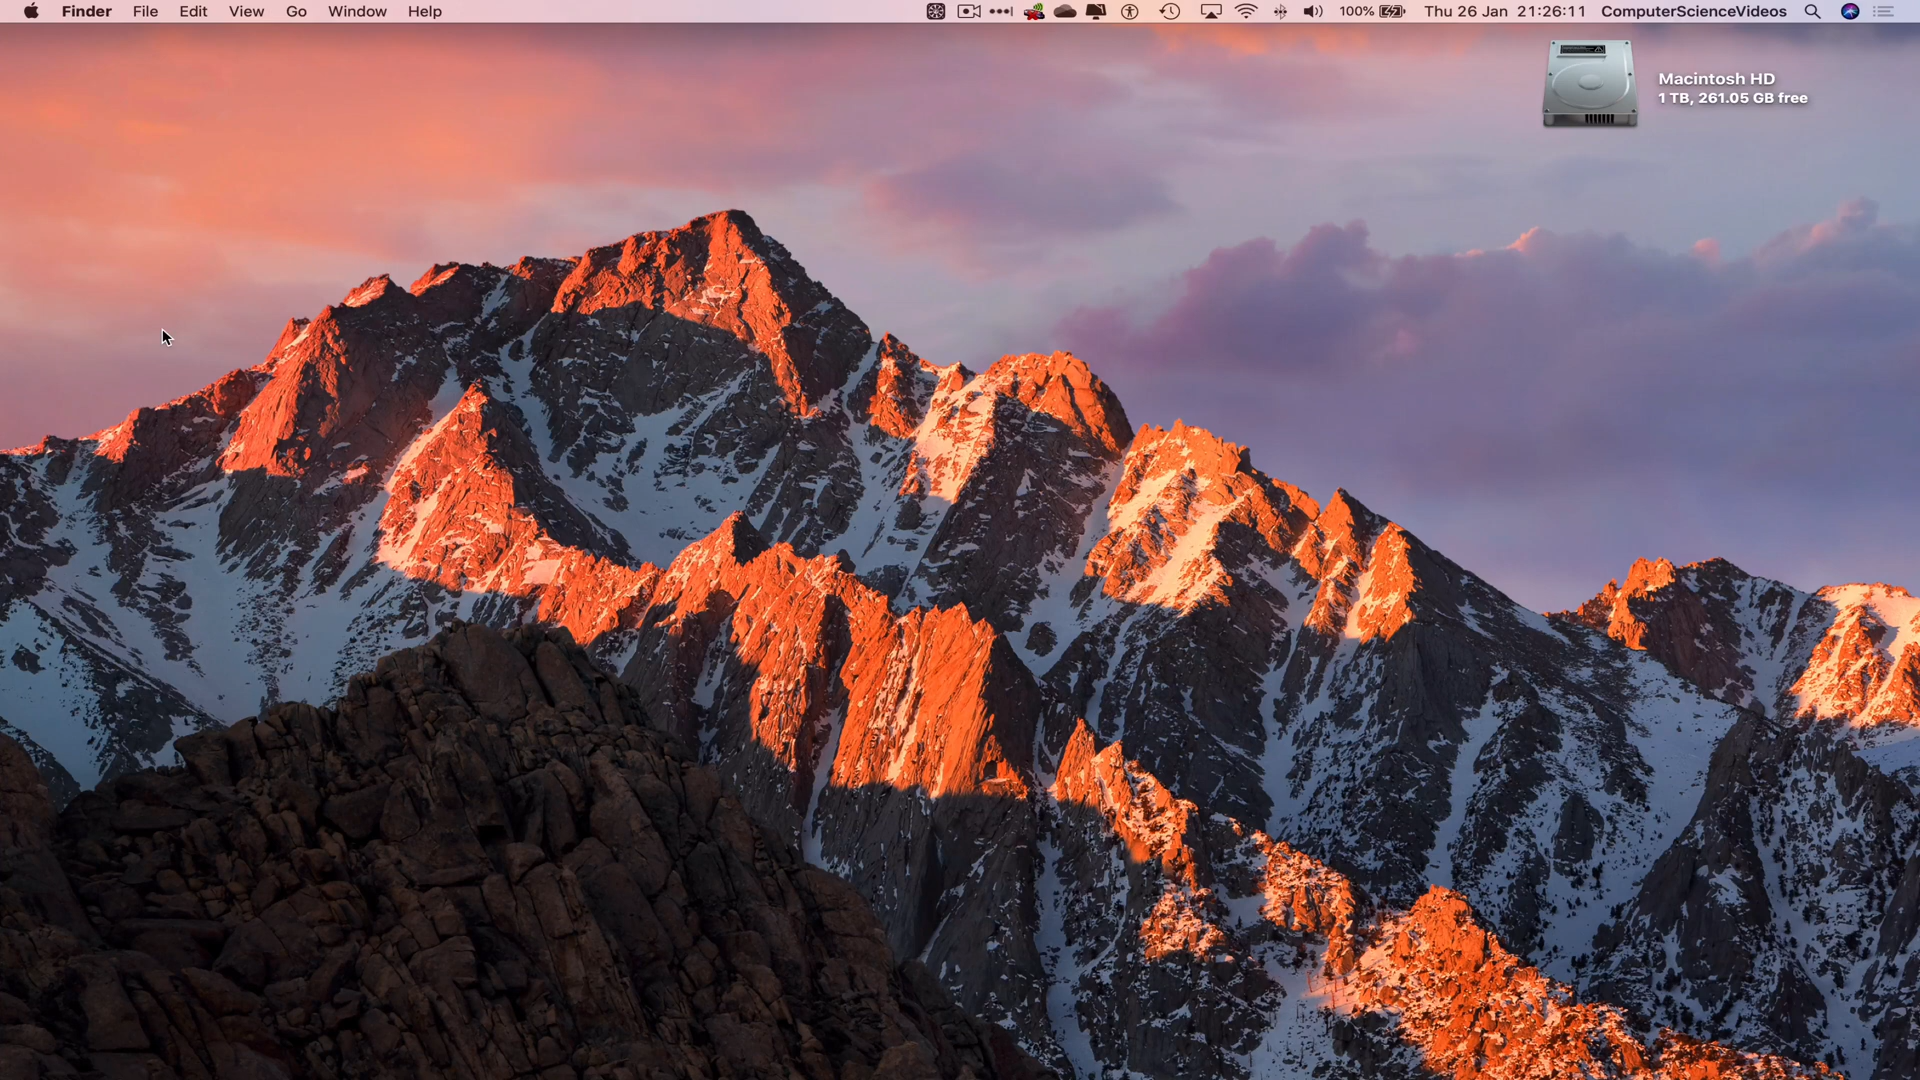 Finder File Edit View Go Window Help 100% Thu 26 Jan 21:26:11 ComputerScienceVideos
Macintosh HD
1 TB, 261.05 GB free